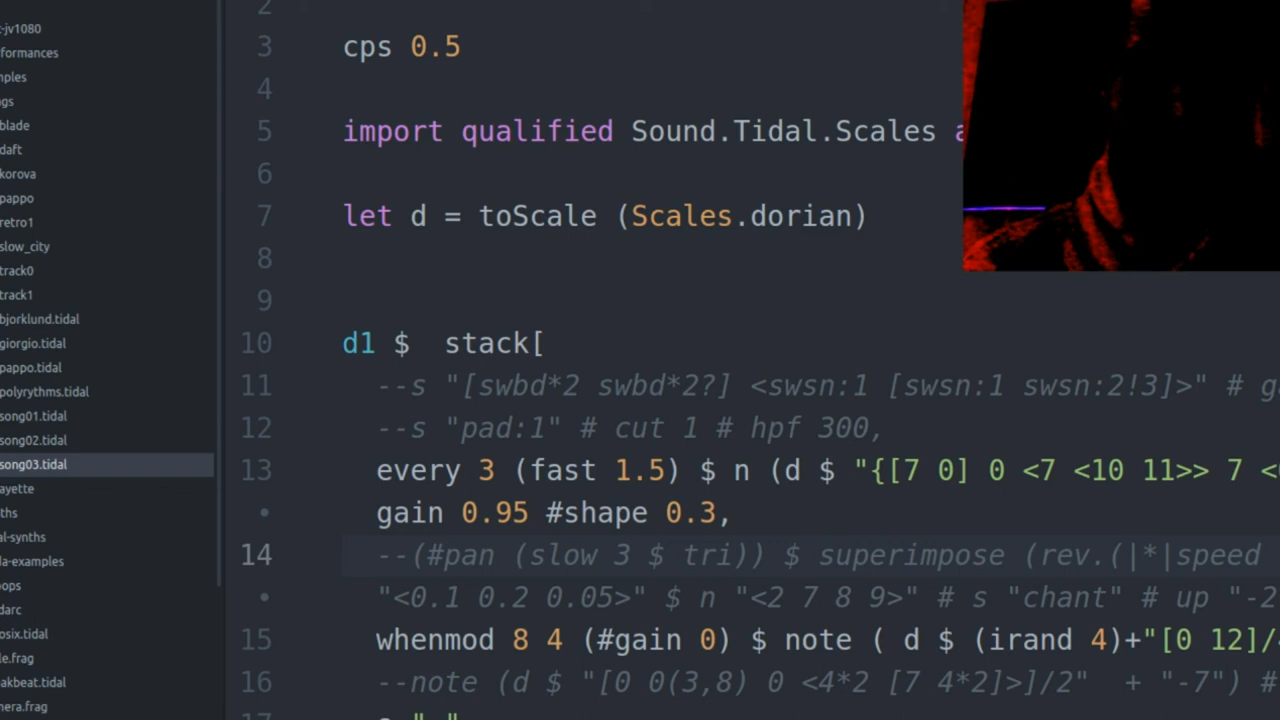 -jv1080
formances
nples
gs
blade
daft
korova
pappo
retro1
slow_city
track0
track1
bjorklund.tidal
giorgio.tidal
pappo.tidal
polyrythms.tidal
song01.tidal
song02.tidal
song03.tidal
ayette
ths
al-synths
la-examples
oops
darc
osix.tidal
le.frag
akbeat.tidal
nera.frag
2
3 cps 0.5
4
5 import qualified Sound.Tidal.Scales a
6
7 let d = toScale (Scales.dorian)
8
9
10 d1 $  stack[
11 --s "[swbd*2 swbd*2?] <swsn:1 [swsn:1 swsn:2!3]>" # g
12 --s "pad:1" # cut 1 # hpf 300,
13 every 3 (fast 1.5) $ n (d $ "{[7 0] 0 <7 <10 11>> 7 <
• gain 0.95 #shape 0.3,
14 --(#pan (slow 3 $ tri)) $ superimpose (rev.(|*|speed
• "<0.1 0.2 0.05>" $ n "<2 7 8 9>" # s "chant" # up "-2
15 whenmod 8 4 (#gain 0) $ note ( d $ (irand 4)+"[0 12]/
16 --note (d $ "[0 0(3,8) 0 <4*2 [7 4*2]>]/2"  + "-7") #
17